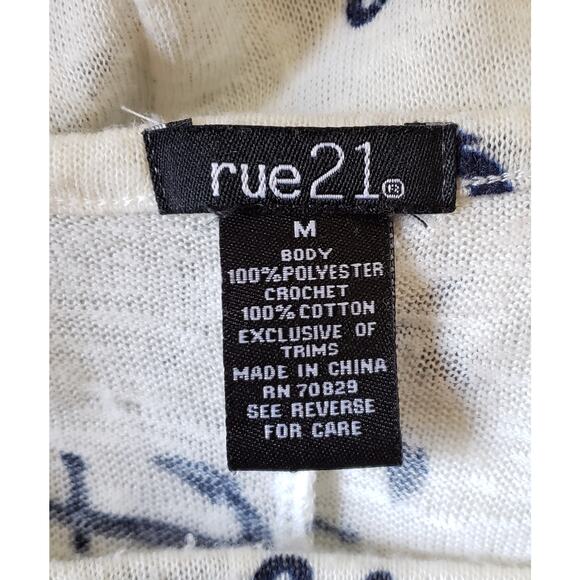 rue21®
M
BODY
100%POLYESTER
CROCHET
100%COTTON
EXCLUSIVE OF
TRIMS
MADE IN CHINA
RN 70829
SEE REVERSE
FOR CARE